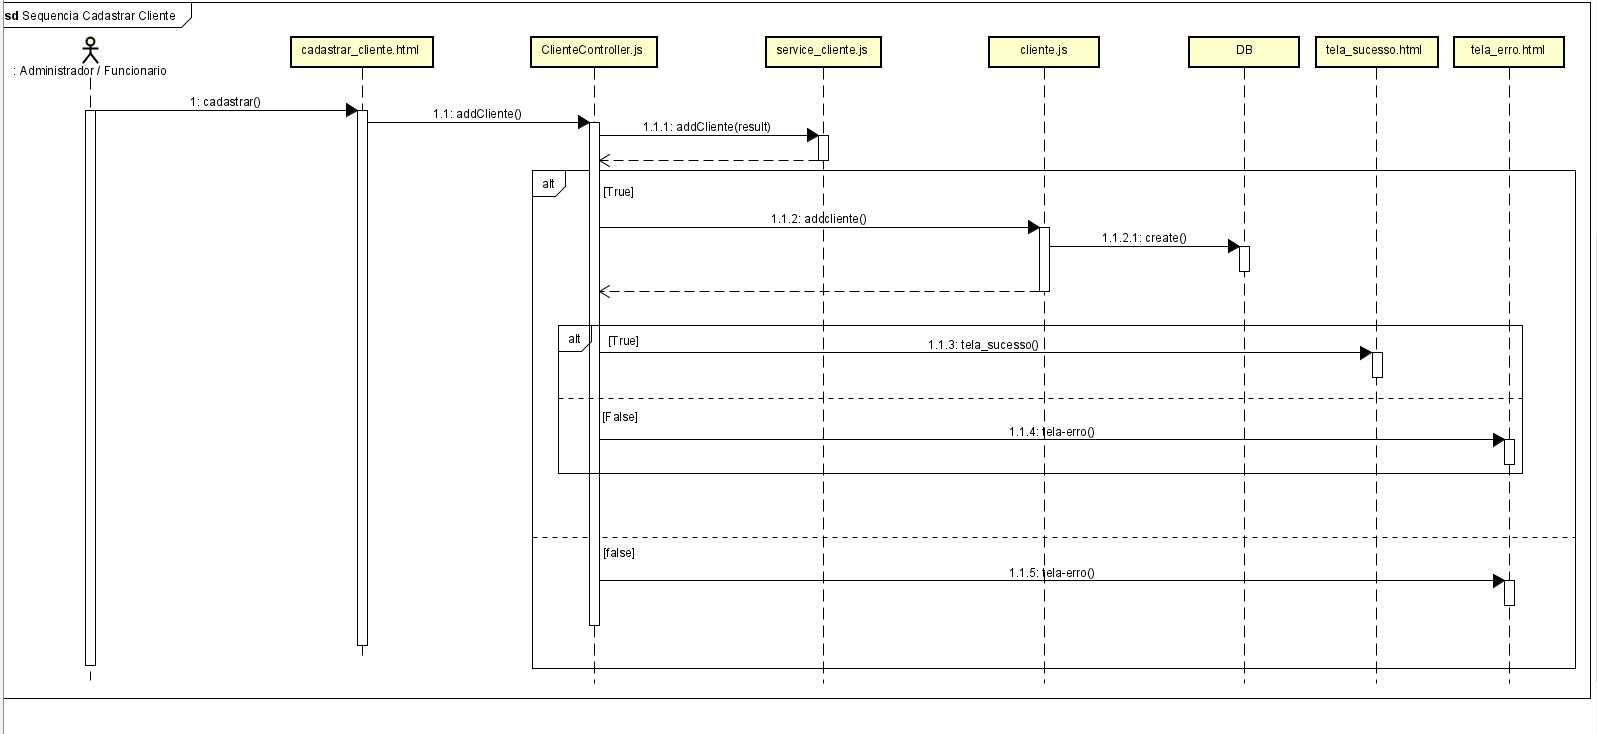 sd Sequencia Cadastrar Cliente
: Administrador / Funcionario
cadastrar_cliente.html
ClienteController.js
service_cliente.js
cliente.js
DB
tela_sucesso.html
tela_erro.html
1: cadastrar()
1.1: addCliente()
1.1.1: addCliente(result)
alt
[True]
1.1.2: addcliente()
1.1.2.1: create()
alt
[True]
1.1.3: tela_sucesso()
[False]
1.1.4: tela-erro()
[false]
1.1.5: tela-erro()